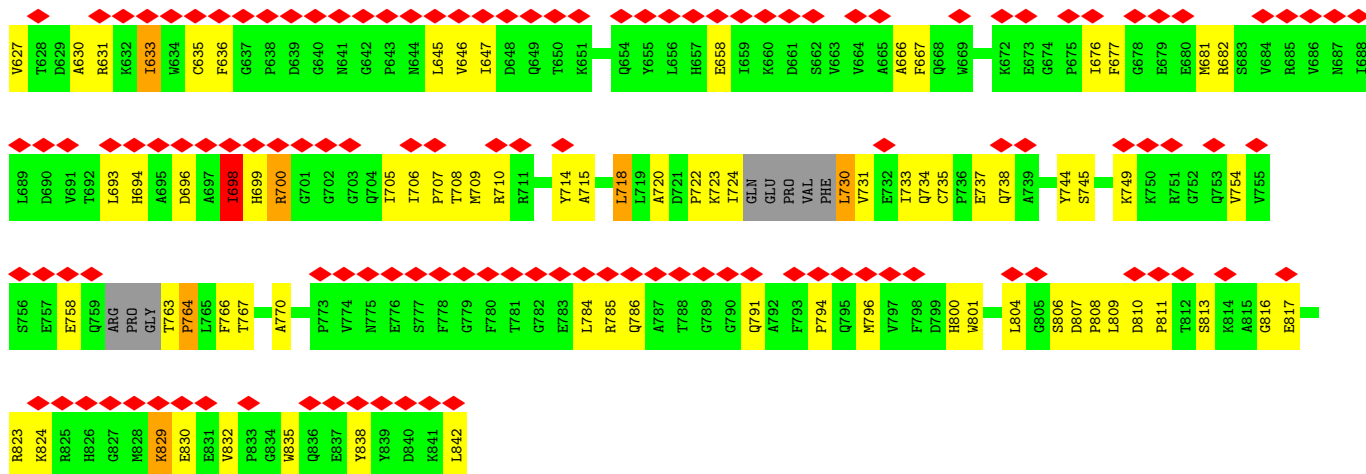 V627 T628 D629 A630 R631 K632 I633 W634 C635 F636 G637 P638 D639 G640 N641 G642 P643 N644 L645 V646 I647 D648 Q649 T650 K651 Q654 Y655 L656 H657 E658 I659 K660 D661 S662 V663 V664 A665 A666 F667 Q668 W669 K672 E673 G674 P675 I676 F677 G678 E679 E680 M681 R682 S683 V684 R685 V686 N687 I688
L689 D690 V691 T692 L693 H694 A695 D696 A697 I698 H699 R700 G701 G702 G703 Q704 I705 I706 P707 T708 M709 R710 R711 Y714 A715 L718 L719 A720 D721 P722 K723 I724 GLN GLU PRO VAL PHE L730 V731 E732 I733 Q734 C735 P736 E737 Q738 A739 Y744 S745 K749 K750 R751 G752 Q753 V754 V755
S756 E757 E758 Q759 ARG PRO GLY T763 P764 L765 F766 T767 A770 P773 V774 N775 E776 S777 F778 G779 F780 T781 G782 E783 L784 R785 Q786 A787 T788 G789 G790 Q791 A792 F793 P794 Q795 M796 V797 F798 D799 H800 W801 L804 G805 S806 D807 P808 L809 D810 P811 T812 S813 K814 A815 G816 E817
R823 K824 R825 H826 G827 M828 K829 E830 E831 V832 P833 G834 W835 Q836 E837 Y838 Y839 D840 K841 L842